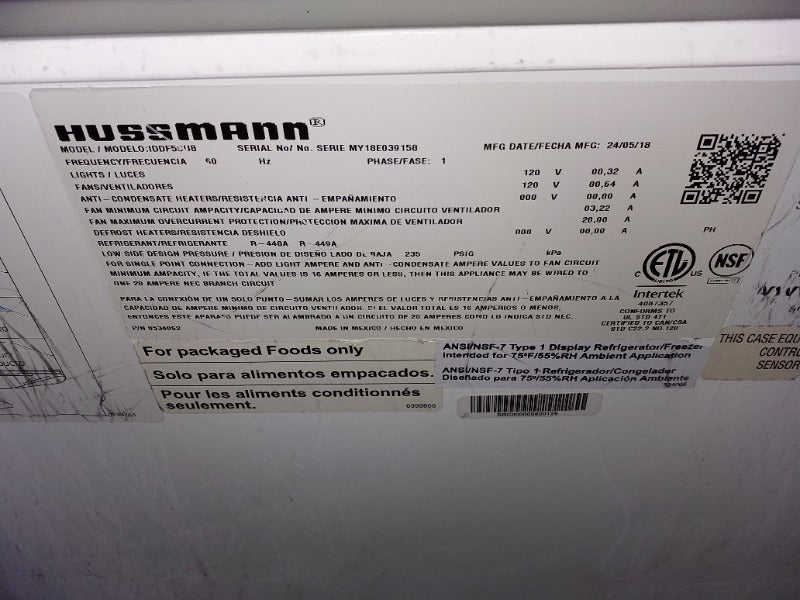 HUSSMANN®
MODEL / MODELO: SERIAL No/ No. SERIE MY18E039158 MFG DATE/FECHA MFG: 24/05/18
FREQUENCY/FRECUENCIA 60 Hz PHASE/FASE: 1
LIGHTS / LUCES 120 V 00,32 A
FANS/VENTILADORES 120 V 00,64 A
ANTI-CONDENSATE HEATERS/RESISTENCIA ANTI-EMPAÑAMIENTO 000 V 00,00 A
FAN MINIMUM CIRCUIT AMPACITY/CAPACIDAD DE AMPERE MINIMO CIRCUITO VENTILADOR 03,22 A
FAN MAXIMUM OVERCURRENT PROTECTION/PROTECCION MAXIMA DE VENTILADOR 20,00 A
DEFROST HEATERS/RESISTENCIA DESHIELO 000 V 00,00 A PH
REFRIGERANT/REFRIGERANTE R-448A R-449A
LOW SIDE DESIGN PRESSURE / PRESION DE DISEÑO LADO DE BAJA 235 PSIG kPa
FOR SINGLE POINT CONNECTION-ADD LIGHT AMPERE AND ANTI-CONDENSATE AMPERE VALUES TO FAN CIRCUIT
MINIMUM AMPACITY, IF THE TOTAL VALUES IS 16 AMPERES OR LESS, THEN THIS APPLIANCE MAY BE WIRED TO
ONE 20 AMPERE NEC BRANCH CIRCUIT
PARA LA CONEXIÓN DE UN SOLO PUNTO-SUMAR LOS AMPERES DE LUCES Y RESISTENCIAS ANTI-EMPAÑAMIENTO A LA
CAPACIDAD DE AMPERE MINIMO DE CIRCUITO VENTILADOR. SI EL VALOR TOTAL ES 16 AMPERIOS O MENOS,
ENTONCES ESTE APARATO PUEDE SER ALAMBRADO A UN CIRCUITO DE 20 AMPERES COMO LO INDICA STD NEC.
P/N 0534062 MADE IN MEXICO / HECHO EN MEXICO
C ETL US
Intertek
4087357
CONFORMS TO
UL STD 471
CERTIFIED TO CAN/CSA
STD C22.2 NO.120
NSF
For packaged Foods only
Solo para alimentos empacados.
Pour les aliments conditionnés
seulement.
0399600
ANSI/NSF-7 Type 1 Display Refrigerator/Freezer
Intended for 75ºF/55%RH Ambient Application
ANSI/NSF-7 Tipo 1 Refrigerador/Congelador
Diseñado para 75º/55%RH Aplicación Ambiente
THIS CASE EQU
CONTRO
SENSOR